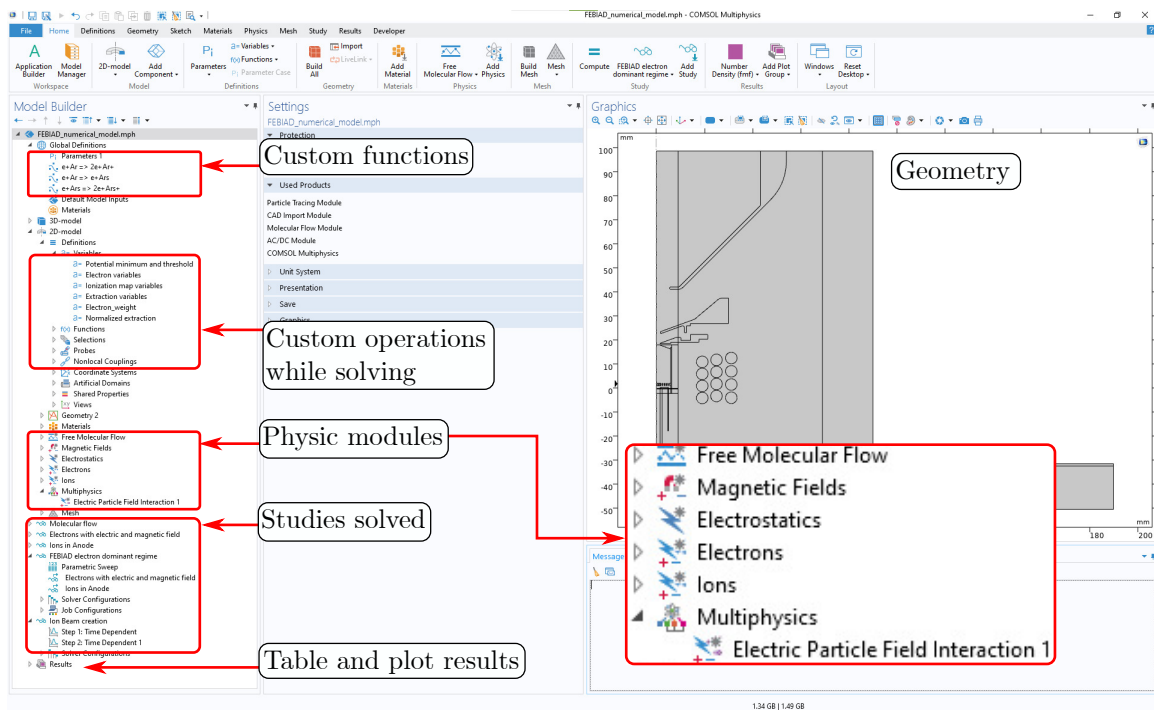 FEBIAD_numerical_model.mph - COMSOL Multiphysics
File Home Definitions Geometry Sketch Materials Physics Mesh Study Results Developer
Application Builder
Model Manager
Workspace
2D-model
Add Component
Model
Parameters
a= Variables
f(x) Functions
Pi Parameter Case
Definitions
Build All
Import
LiveLink
Geometry
Add Material
Materials
Free Molecular Flow
Add Physics
Physics
Build Mesh
Mesh
Mesh
Compute
FEBIAD electron dominant regime
Add Study
Study
Number Density (fmf)
Add Plot Group
Results
Windows
Reset Desktop
Layout
Model Builder
FEBIAD_numerical_model.mph
Global Definitions
Pi Parameters 1
e+Ar => 2e+Ar+
e+Ar => e+Ars
e+Ars => 2e+Ars+
Default Model Inputs
Materials
3D-model
2D-model
Definitions
a= Variables
a= Potential minimum and threshold
a= Electron variables
a= Ionization map variables
a= Extraction variables
a= Electron_weight
a= Normalized extraction
f(x) Functions
Selections
Probes
Nonlocal Couplings
Coordinate Systems
Artificial Domains
Shared Properties
Views
Geometry 2
Materials
Free Molecular Flow
Magnetic Fields
Electrostatics
Electrons
Ions
Multiphysics
Electric Particle Field Interaction 1
Mesh
Molecular flow
Electrons with electric and magnetic field
Ions in Anode
FEBIAD electron dominant regime
Parametric Sweep
Electrons with electric and magnetic field
Ions in Anode
Solver Configurations
Job Configurations
Ion Beam creation
Step 1: Time Dependent
Step 2: Time Dependent 1
Solver Configurations
Results
Settings
FEBIAD_numerical_model.mph
Protection
Used Products
Particle Tracing Module
CAD Import Module
Molecular Flow Module
AC/DC Module
COMSOL Multiphysics
Unit System
Presentation
Save
Graphics
Custom functions
Custom operations
while solving
Physic modules
Studies solved
Table and plot results
Graphics
mm
100
90
80
70
60
50
40
30
20
10
0
-10
-20
-30
-40
-50
mm
180 200
Geometry
Free Molecular Flow
Magnetic Fields
Electrostatics
Electrons
Ions
Multiphysics
Electric Particle Field Interaction 1
Message
1.34 GB | 1.49 GB